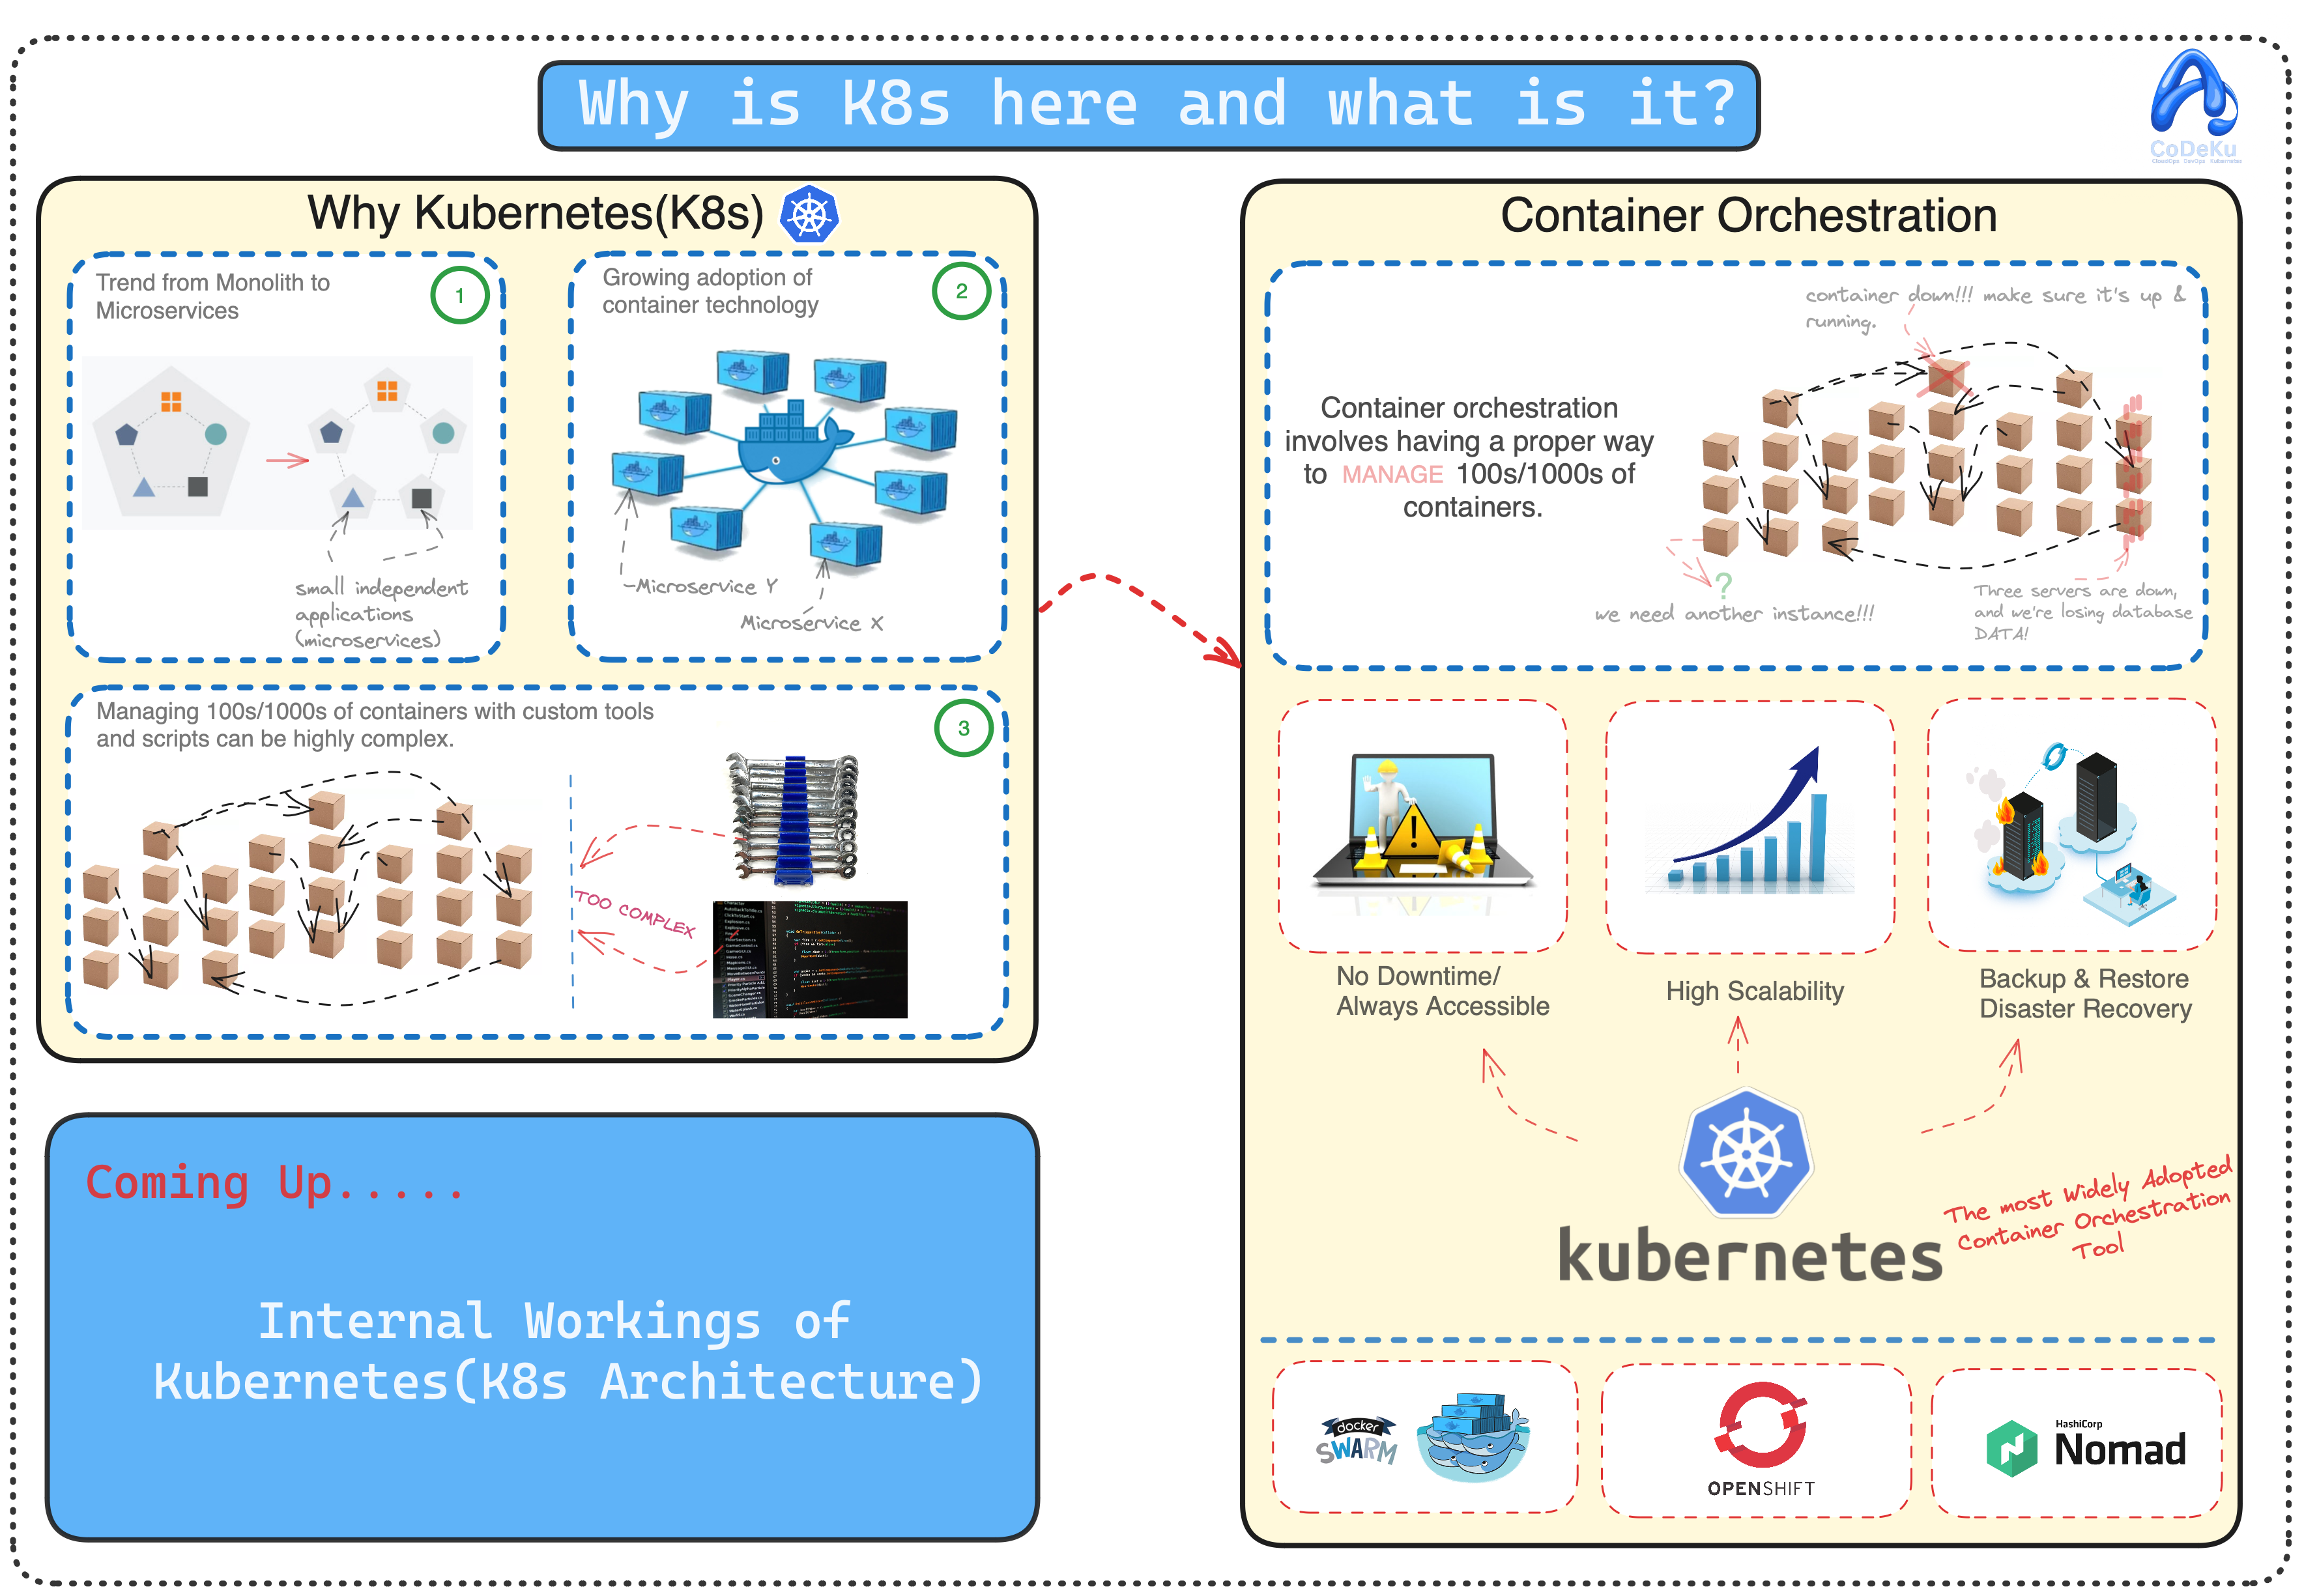 Why is K8s here and what is it?
CoDeKu
CloudOps DevOps Kubernetes
Why Kubernetes(K8s)
Trend from Monolith to
Microservices
1
small independent
applications
(microservices)
Growing adoption of
container technology
2
Microservice Y
Microservice X
Managing 100s/1000s of containers with custom tools
and scripts can be highly complex.
3
TOO COMPLEX
Coming Up.....
Internal Workings of
Kubernetes(K8s Architecture)
Container Orchestration
container down!!! make sure it's up &
running.
Container orchestration
involves having a proper way
to MANAGE 100s/1000s of
containers.
?
we need another instance!!!
Three servers are down,
and we're losing database
DATA!
No Downtime/
Always Accessible
High Scalability
Backup & Restore
Disaster Recovery
kubernetes
The most Widely Adopted
Container Orchestration
Tool
docker
SWARM
OPENSHIFT
HashiCorp
Nomad